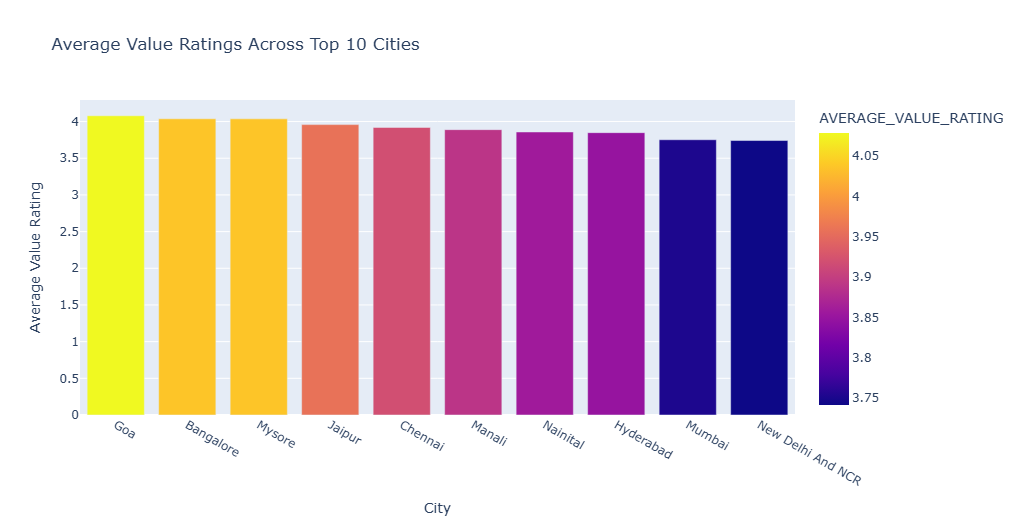 Average Value Ratings Across Top 10 Cities
AVERAGE_VALUE_RATING
4.05
4
3.95
3.9
3.85
3.8
3.75
Average Value Rating
4
3.5
3
2.5
2
1.5
1
0.5
0
Goa
Bangalore
Mysore
Jaipur
Chennai
Manali
Nainital
Hyderabad
Mumbai
New Delhi And NCR
City